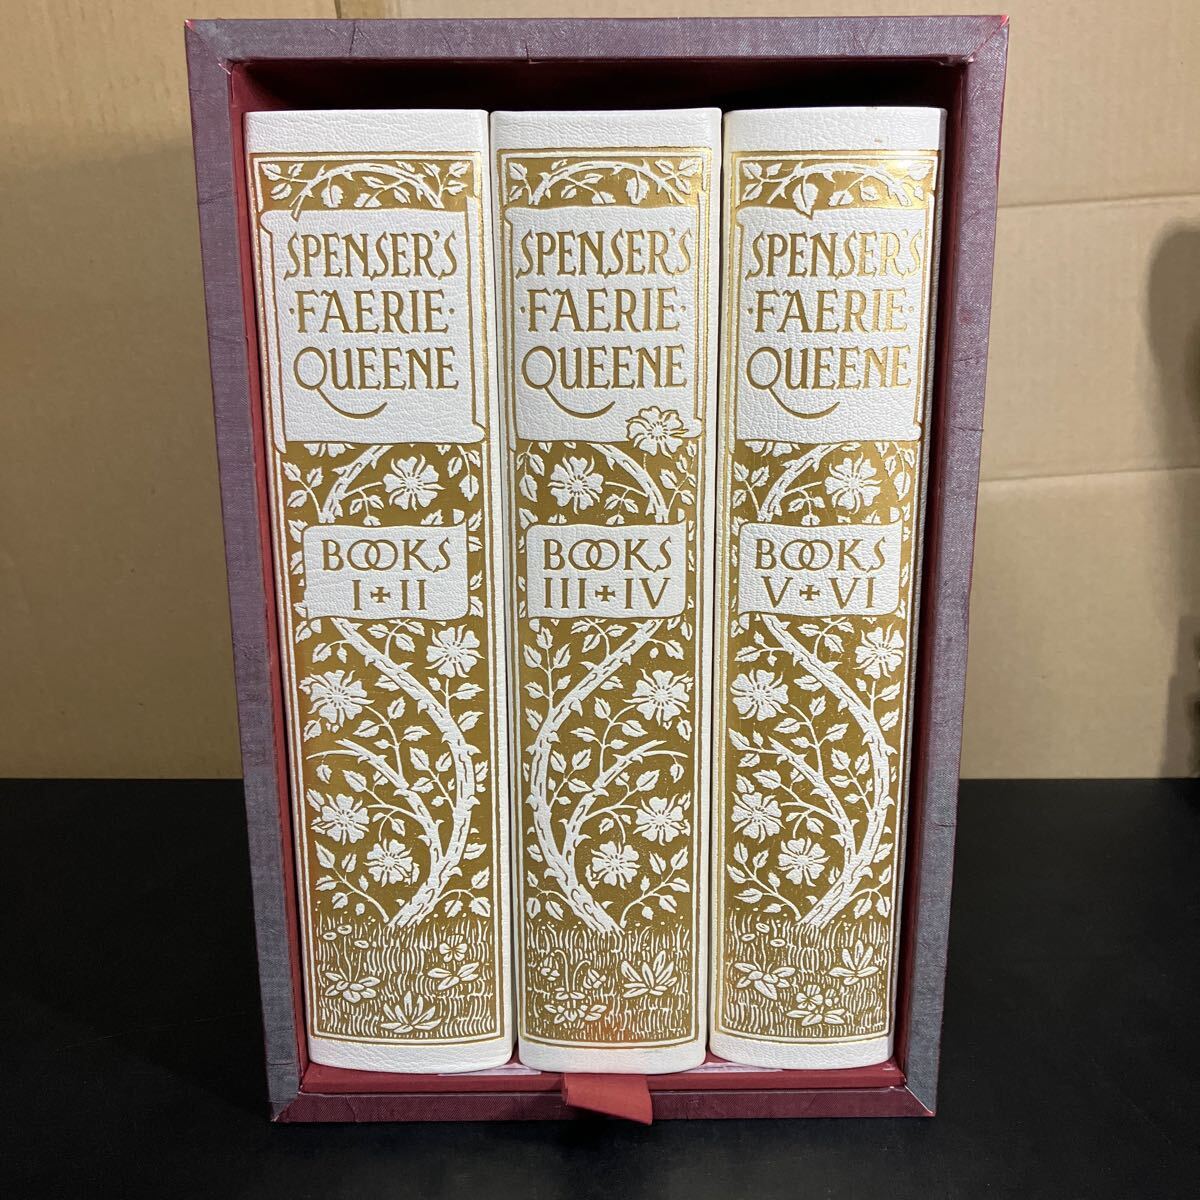 SPENSER'S
·FAERIE·
QUEENE
BOOKS
I+II
SPENSER'S
·FAERIE·
QUEENE
BOOKS
III+IV
SPENSER'S
·FAERIE·
QUEENE
BOOKS
V+VI